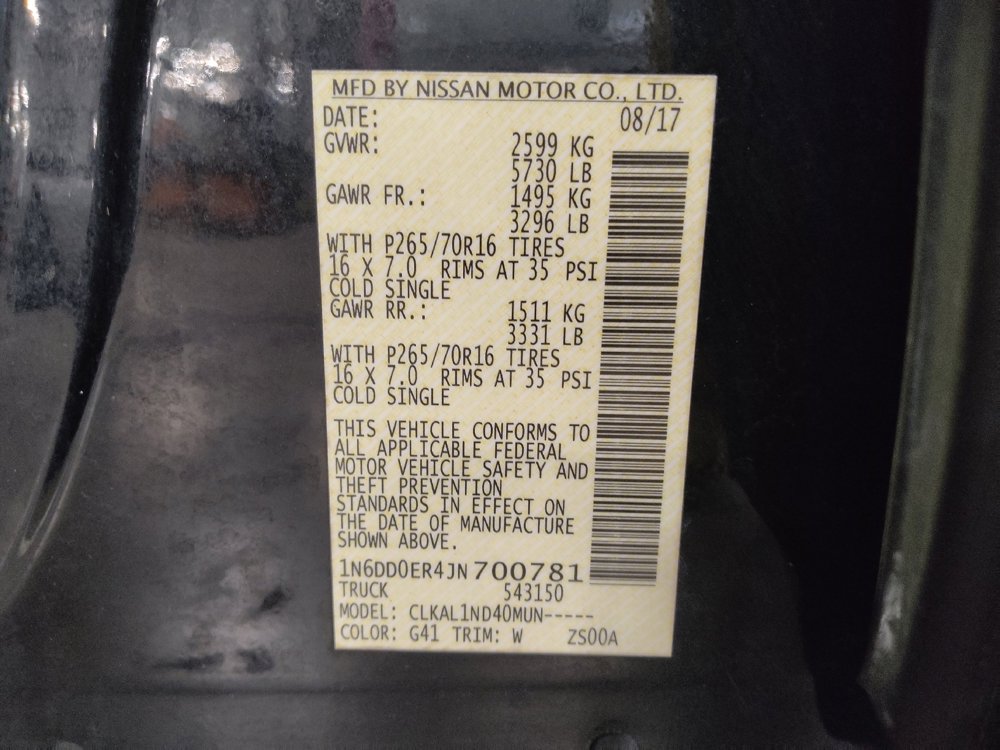 MFD BY NISSAN MOTOR CO., LTD.
DATE: 08/17
GVWR: 2599 KG
5730 LB
GAWR FR.: 1495 KG
3296 LB
WITH P265/70R16 TIRES
16 X 7.0 RIMS AT 35 PSI
COLD SINGLE
GAWR RR.: 1511 KG
3331 LB
WITH P265/70R16 TIRES
16 X 7.0 RIMS AT 35 PSI
COLD SINGLE
THIS VEHICLE CONFORMS TO
ALL APPLICABLE FEDERAL
MOTOR VEHICLE SAFETY AND
THEFT PREVENTION
STANDARDS IN EFFECT ON
THE DATE OF MANUFACTURE
SHOWN ABOVE.
1N6DD0ER4JN700781
TRUCK 543150
MODEL: CLKAL1ND40MUN-----
COLOR: G41 TRIM: W ZS00A